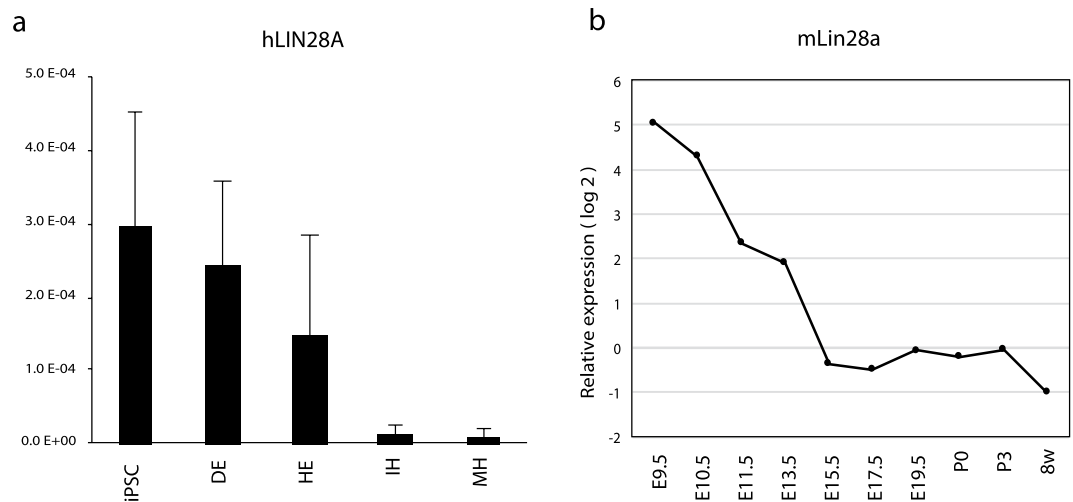 a
hLIN28A
5.0 E-04
4.0 E-04
3.0 E-04
2.0 E-04
1.0 E-04
0.0 E+00
iPSC
DE
HE
IH
MH
b
mLin28a
Relative expression ( log 2 )
6
5
4
3
2
1
0
-1
-2
E9.5
E10.5
E11.5
E13.5
E15.5
E17.5
E19.5
P0
P3
8w